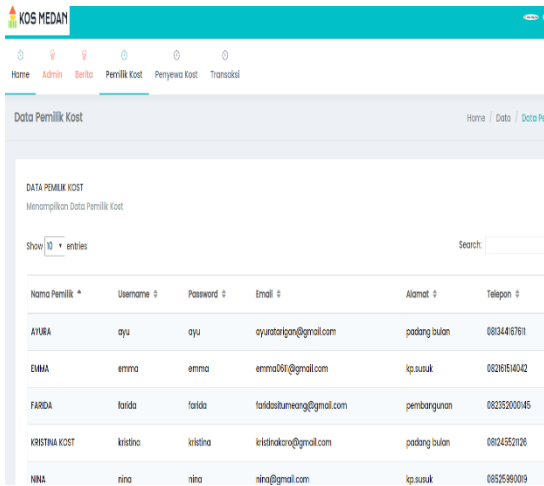 KOS MEDAN
Home Admin Berita Pemilik Kost Penyewa Kost Transaksi
Data Pemilik Kost Home / Data / Data Pe
DATA PEMILIK KOST
Menampilkan Data Pemilik Kost
Show 10 entries Search:
Nama Pemilik Username Password Email Alamat Telepon
AYURA ayu ayu ayuratarigan@gmail.com padang bulan 081344167611
EMMA emma emma emma0611@gmail.com kp.susuk 082161514042
FARIDA farida farida faridasitumeang@gmail.com pembangunan 082352000145
KRISTINA KOST kristina kristina kristinakaro@gmail.com padang bulan 081245521126
NINA nina nina nina@gmail.com kp.susuk 08525990019